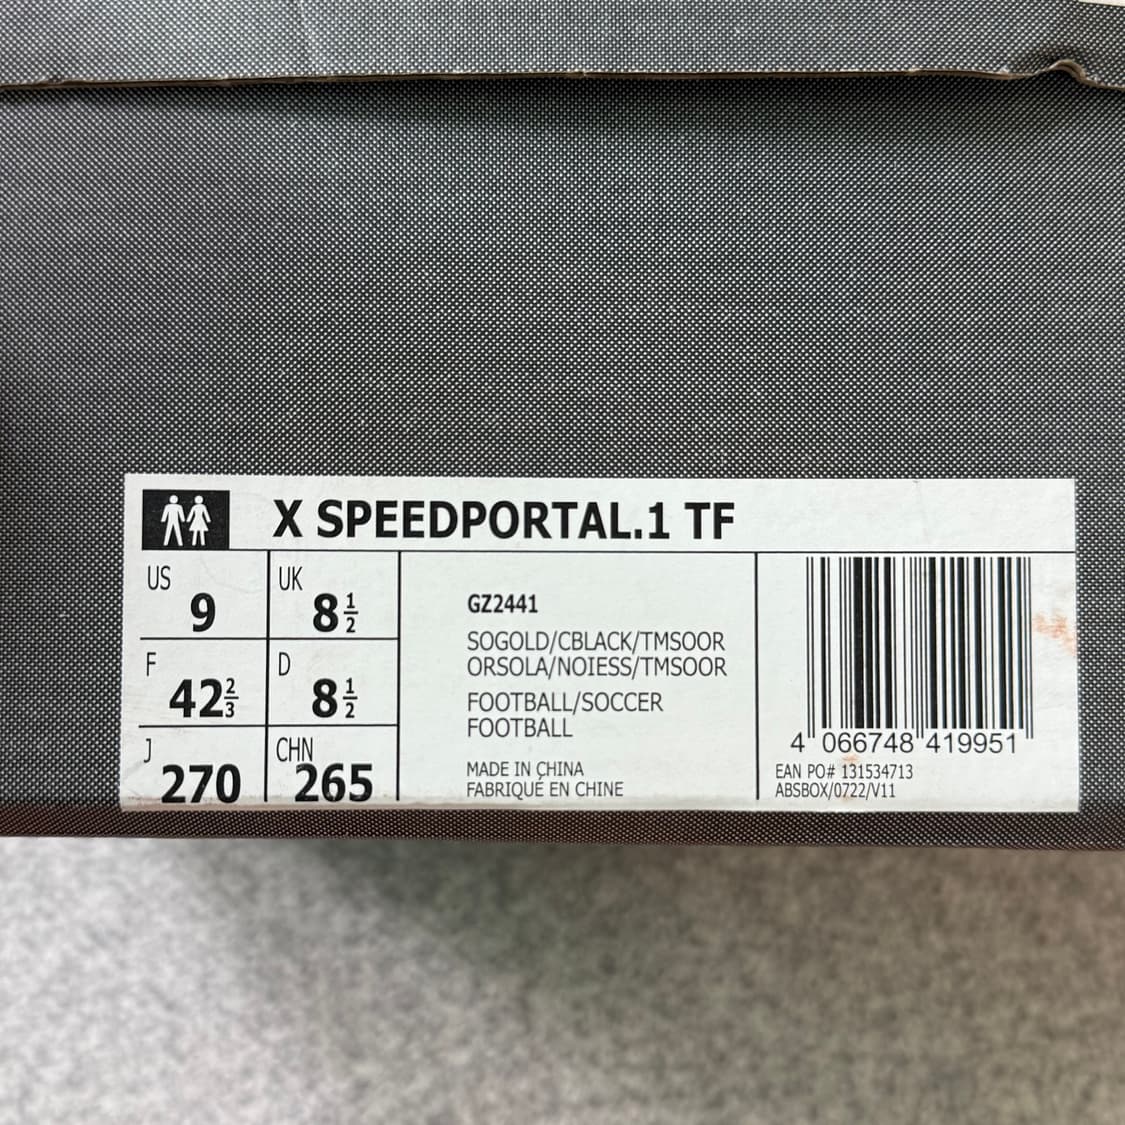 X SPEEDPORTAL.1 TF
US 9
UK 8½
F 42⅔
D 8½
J 270
CHN 265
GZ2441
SOGOLD/CBLACK/TMSOOR
ORSOLA/NOIESS/TMSOOR
FOOTBALL/SOCCER
FOOTBALL
MADE IN CHINA
FABRIQUÉ EN CHINE
4 066748 419951
EAN PO# 131534713
ABSBOX/0722/V11